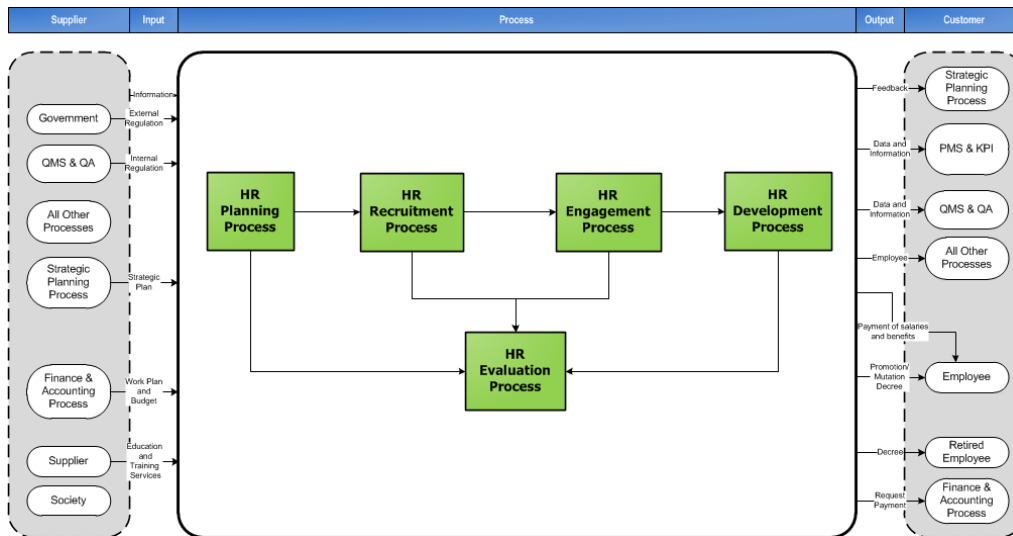 Supplier
Input
Process
Output
Customer
Government
QMS & QA
All Other
Processes
Strategic
Planning
Process
Finance &
Accounting
Process
Supplier
Society
Information
External
Regulation
Internal
Regulation
Strategic
Plan
Work Plan
and
Budget
Education
and
Training
Services
HR
Planning
Process
HR
Recruitment
Process
HR
Engagement
Process
HR
Development
Process
HR
Evaluation
Process
Feedback
Data and
Information
Data and
Information
Employee
Payment of salaries
and benefits
Promotion/
Mutation
Decree
Decree
Request
Payment
Strategic
Planning
Process
PMS & KPI
QMS & QA
All Other
Processes
Employee
Retired
Employee
Finance &
Accounting
Process